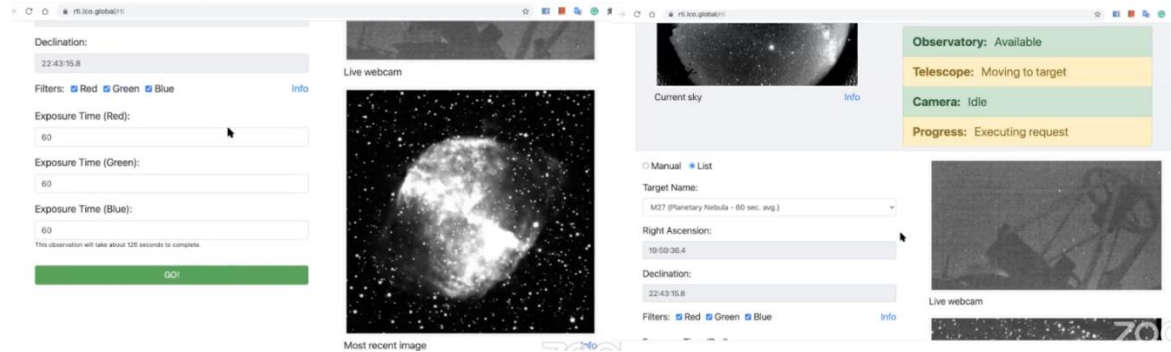 rti.lco.global/rti
Declination:
22:43:15.8
Filters: Red Green Blue Info
Exposure Time (Red):
60
Exposure Time (Green):
60
Exposure Time (Blue):
60
This observation will take about 126 seconds to complete.
GO!
Live webcam
Most recent image Info
rti.lco.global/rti
Current sky Info
Observatory: Available
Telescope: Moving to target
Camera: Idle
Progress: Executing request
Manual List
Target Name:
M27 (Planetary Nebula - 60 sec. avg.)
Right Ascension:
19:59:36.4
Declination:
22:43:15.8
Filters: Red Green Blue Info
Live webcam